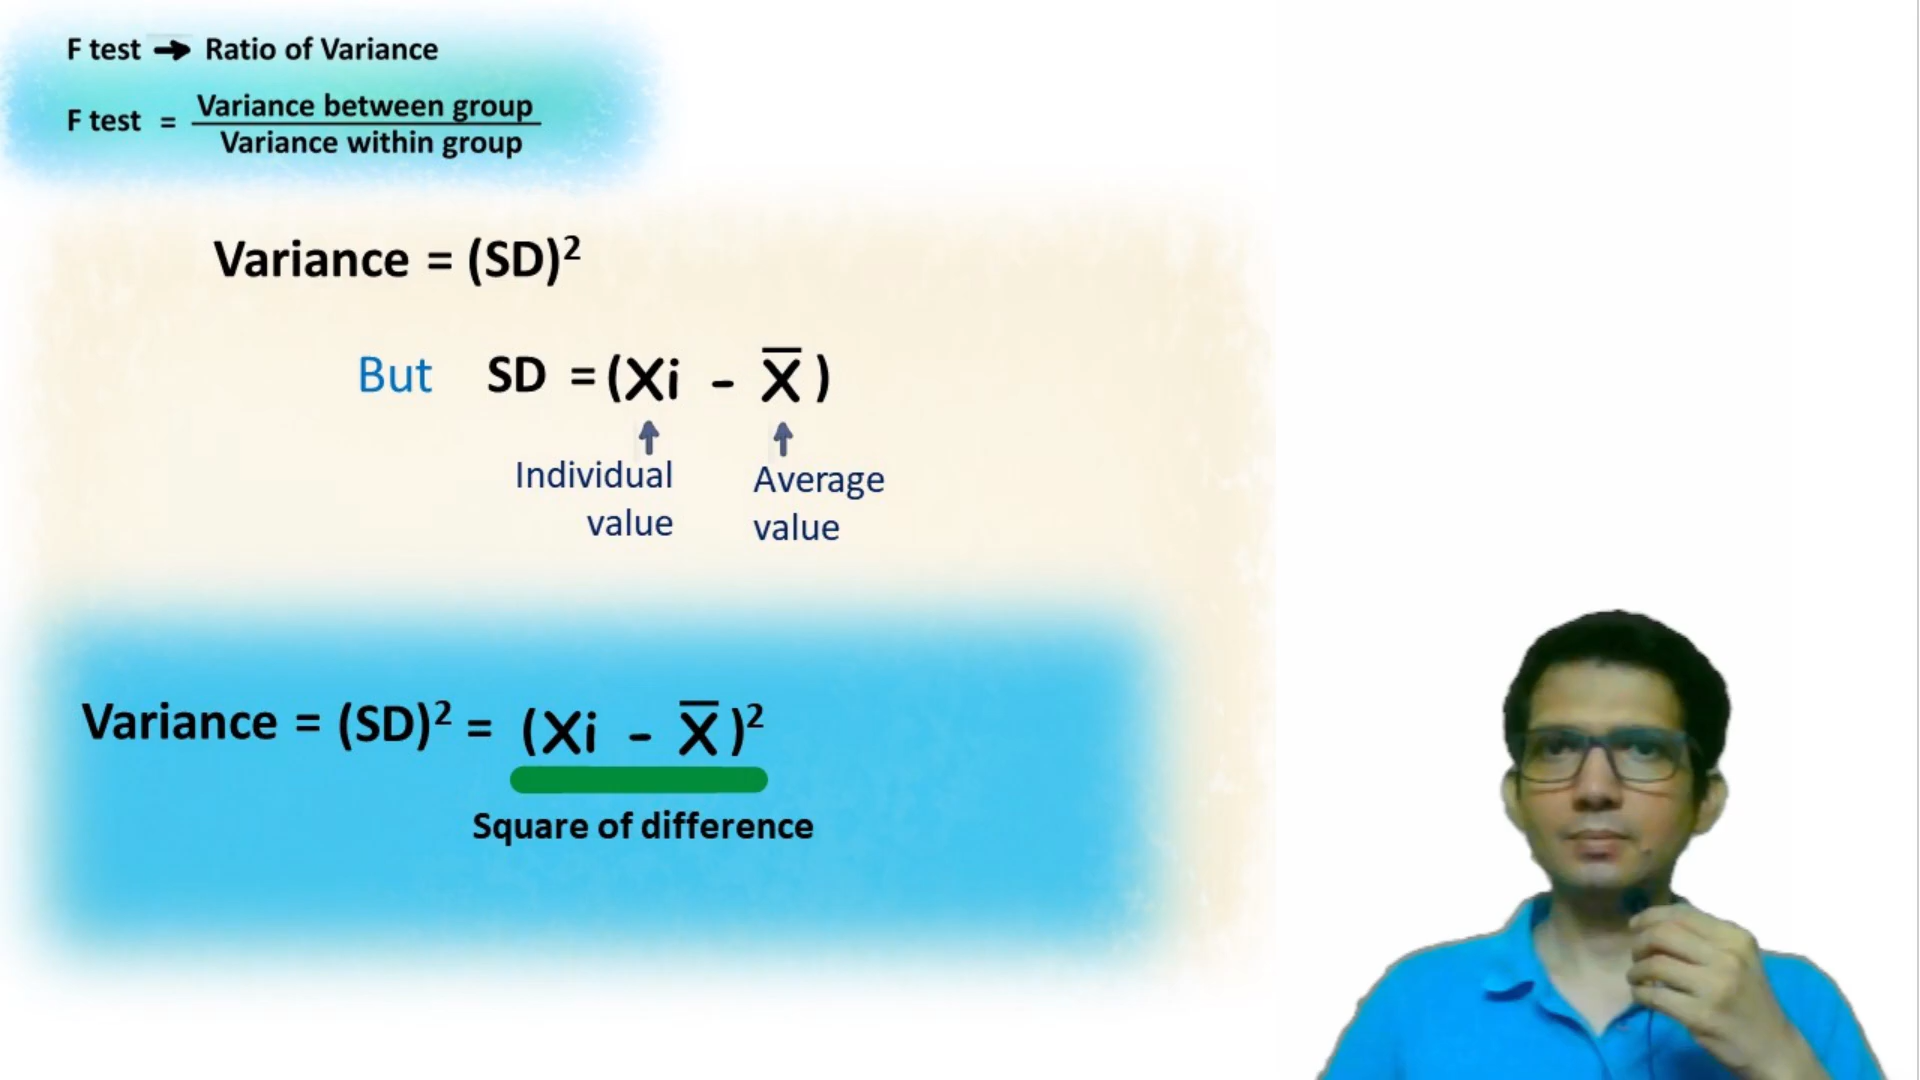 F test → Ratio of Variance
F test = Variance between group
Variance within group
Variance = (SD)²
But SD = (Xi - X̅)
Individual value
Average value
Variance = (SD)² = (Xi - X̅)²
Square of difference